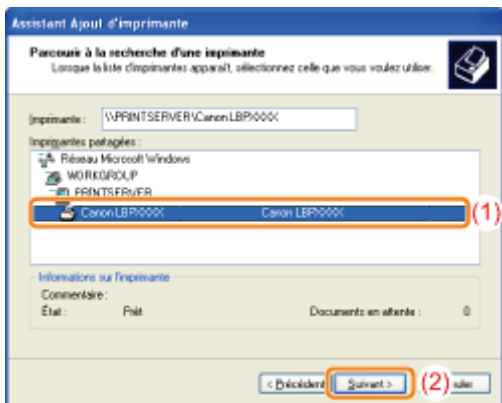 Assistant Ajout d'imprimante
Parcourir à la recherche d'une imprimante
Lorsque la liste d'imprimantes apparaît, sélectionnez celle que vous voulez utiliser.
Imprimante : \\PRINTSERVER\Canon LBPXXXX
Imprimantes partagées :
Réseau Microsoft Windows
WORKGROUP
PRINTSERVER
Canon LBPXXXX Canon LBPXXXX
(1)
Informations sur l'imprimante
Commentaire :
État : Prêt Documents en attente : 0
< Précédent Suivant > (2) uler